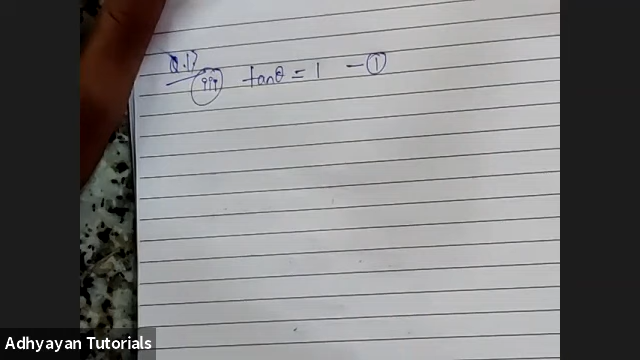 Q.1)
iii tanθ = 1 — ①
Adhyayan Tutorials